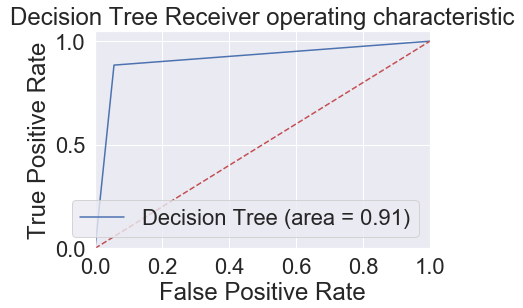 Decision Tree Receiver operating characteristic
1.0
0.5
0.0
True Positive Rate
Decision Tree (area = 0.91)
0.0 0.2 0.4 0.6 0.8 1.0
False Positive Rate